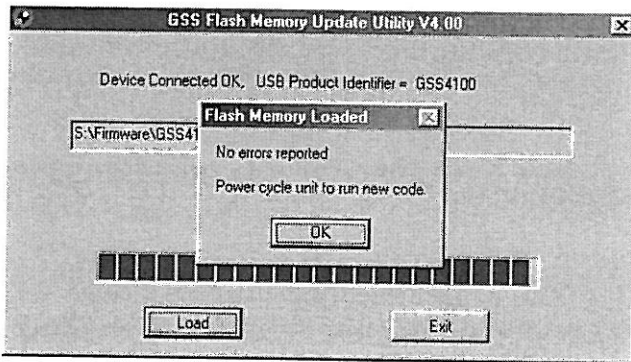 GSS Flash Memory Update Utility V4.00
Device Connected OK, USB Product Identifier = GSS4100
Flash Memory Loaded
S:\Firmware\GSS41
No errors reported
Power cycle unit to run new code.
OK
Load
Exit